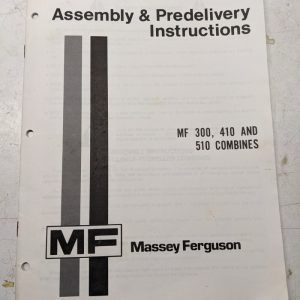 Assembly & Predelivery
Instructions
MF 300, 410 AND
510 COMBINES
MF
Massey Ferguson